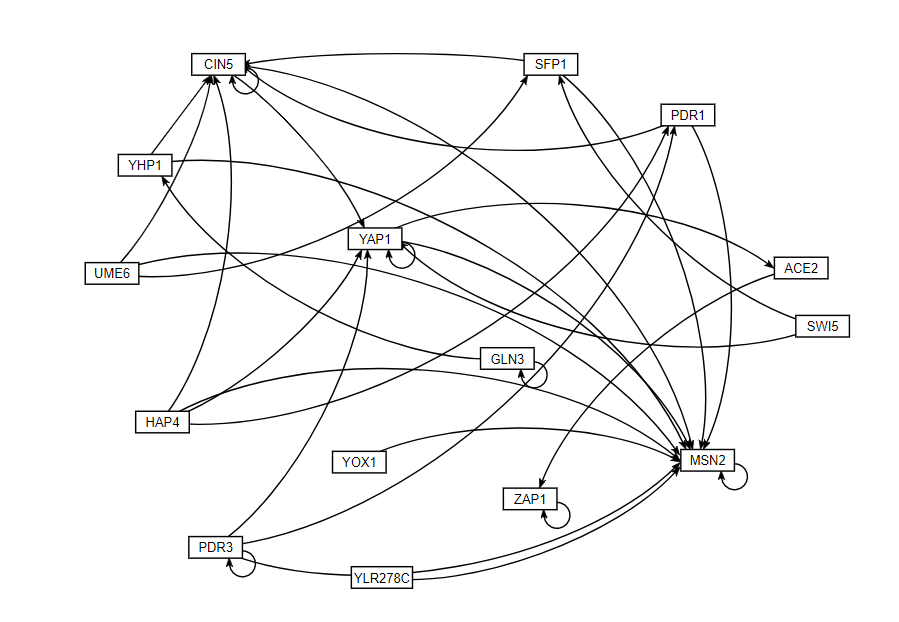 CIN5
SFP1
PDR1
YHP1
YAP1
UME6
ACE2
SWI5
GLN3
HAP4
YOX1
MSN2
ZAP1
PDR3
YLR278C